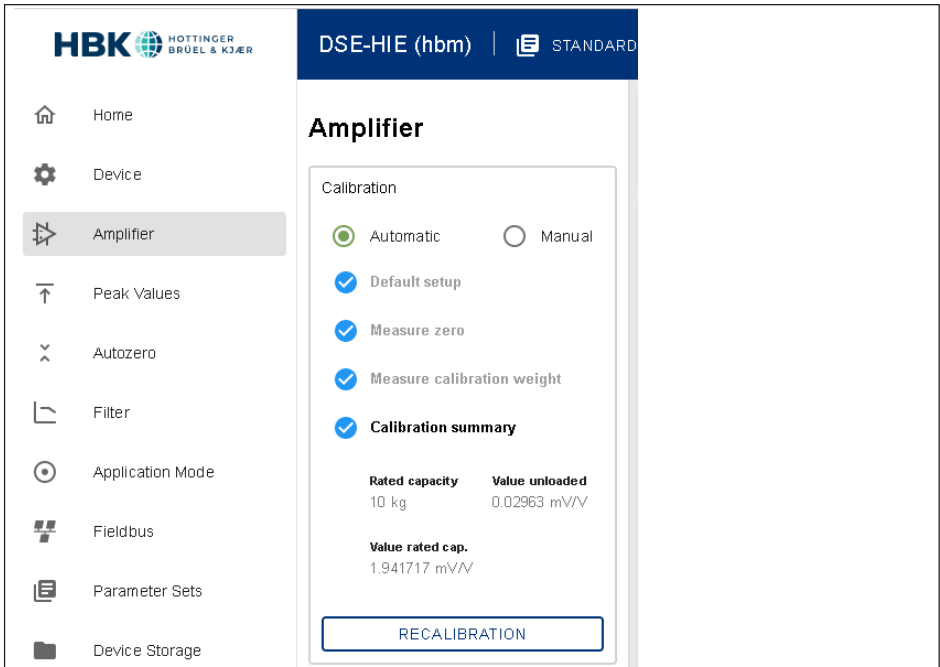 HBK HOTTINGER
BRÜEL & KJÆR
DSE-HIE (hbm)
STANDARD
Home
Device
Amplifier
Peak Values
Autozero
Filter
Application Mode
Fieldbus
Parameter Sets
Device Storage
Amplifier
Calibration
Automatic Manual
Default setup
Measure zero
Measure calibration weight
Calibration summary
Rated capacity Value unloaded
10 kg 0.02963 mV/V
Value rated cap.
1.941717 mV/V
RECALIBRATION